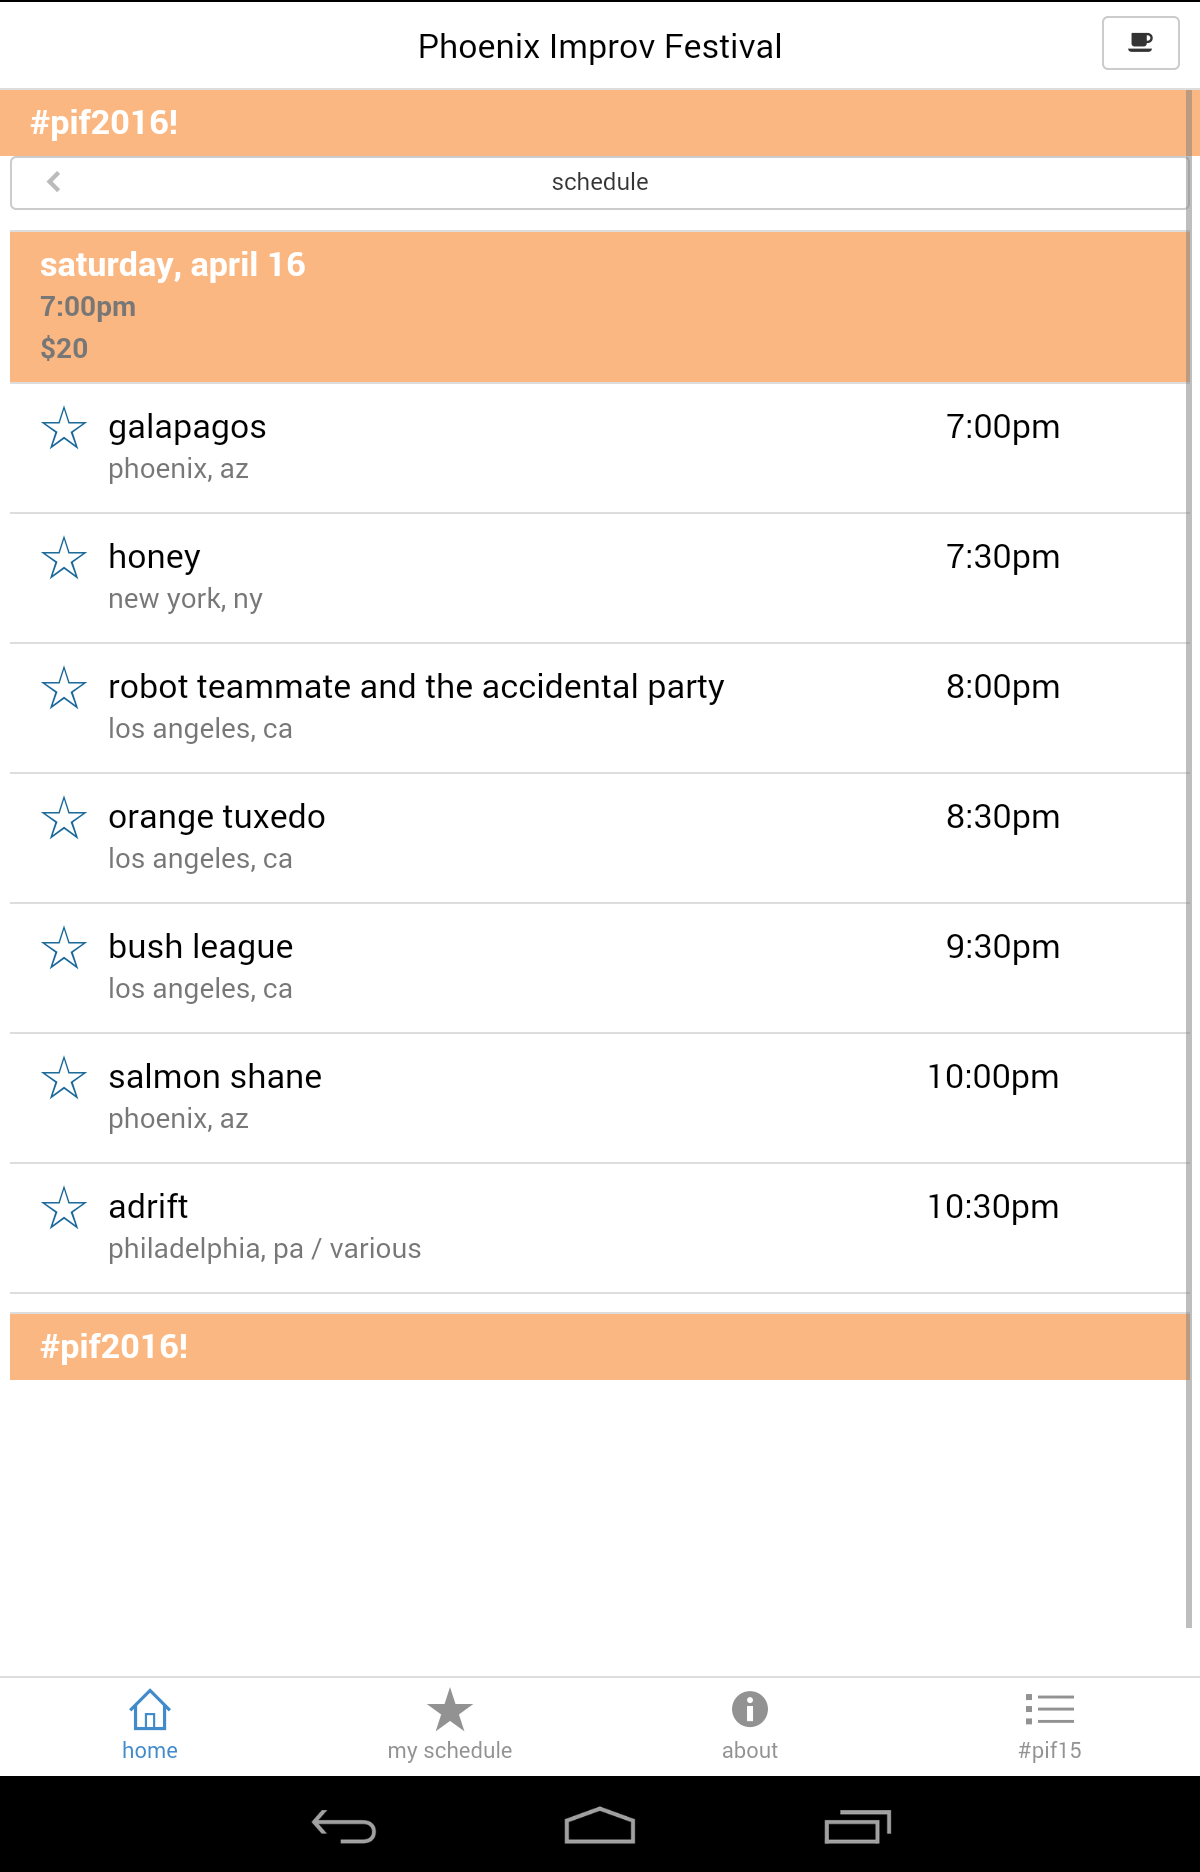 Phoenix Improv Festival
#pif2016!
schedule
saturday, april 16
7:00pm
$20
galapagos 7:00pm
phoenix, az
honey 7:30pm
new york, ny
robot teammate and the accidental party 8:00pm
los angeles, ca
orange tuxedo 8:30pm
los angeles, ca
bush league 9:30pm
los angeles, ca
salmon shane 10:00pm
phoenix, az
adrift 10:30pm
philadelphia, pa / various
#pif2016!
home my schedule about #pif15